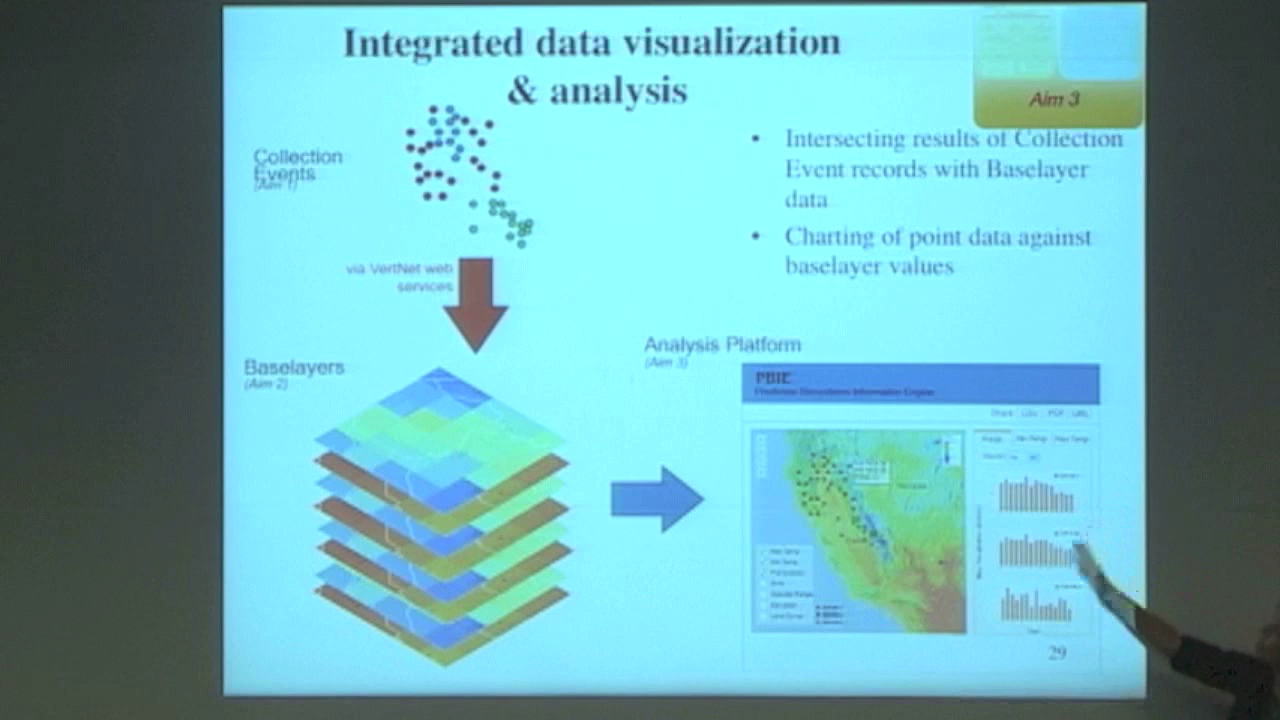 Integrated data visualization
& analysis
Aim 3
Collection
Events
(Aim 1)
• Intersecting results of Collection
Event records with Baselayer
data
• Charting of point data against
baselayer values
via VertNet web
services
Baselayers
(Aim 2)
Analysis Platform
(Aim 3)
PBIE
Information Engine
29